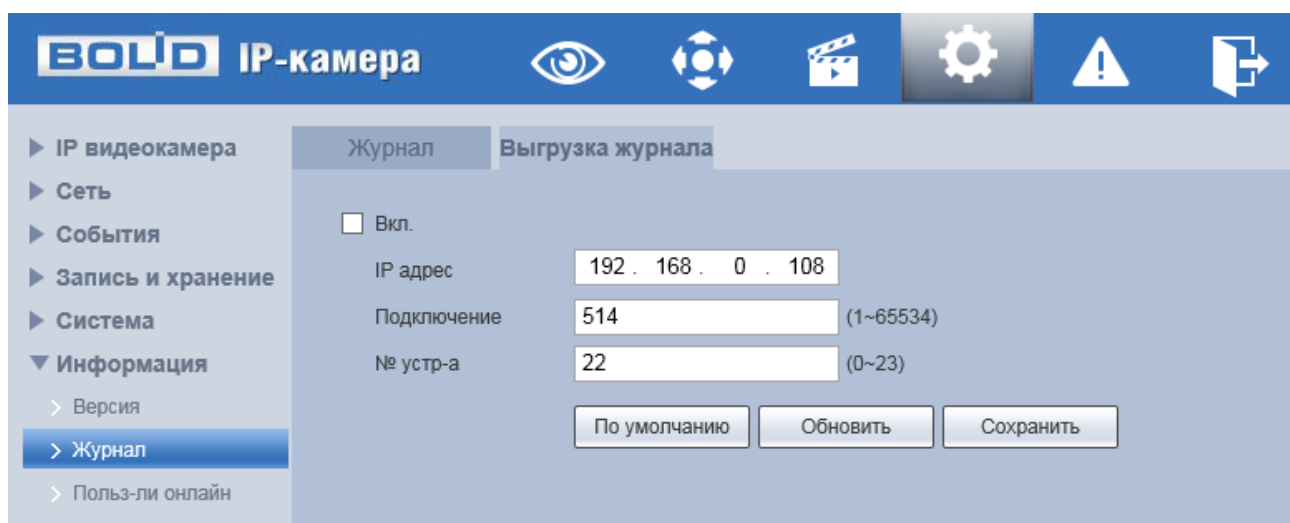 BOLID IP-камера
IP видеокамера
Сеть
События
Запись и хранение
Система
Информация
Версия
Журнал
Польз-ли онлайн
Журнал Выгрузка журнала
Вкл.
IP адрес 192 . 168 . 0 . 108
Подключение 514 (1~65534)
№ устр-а 22 (0~23)
По умолчанию Обновить Сохранить